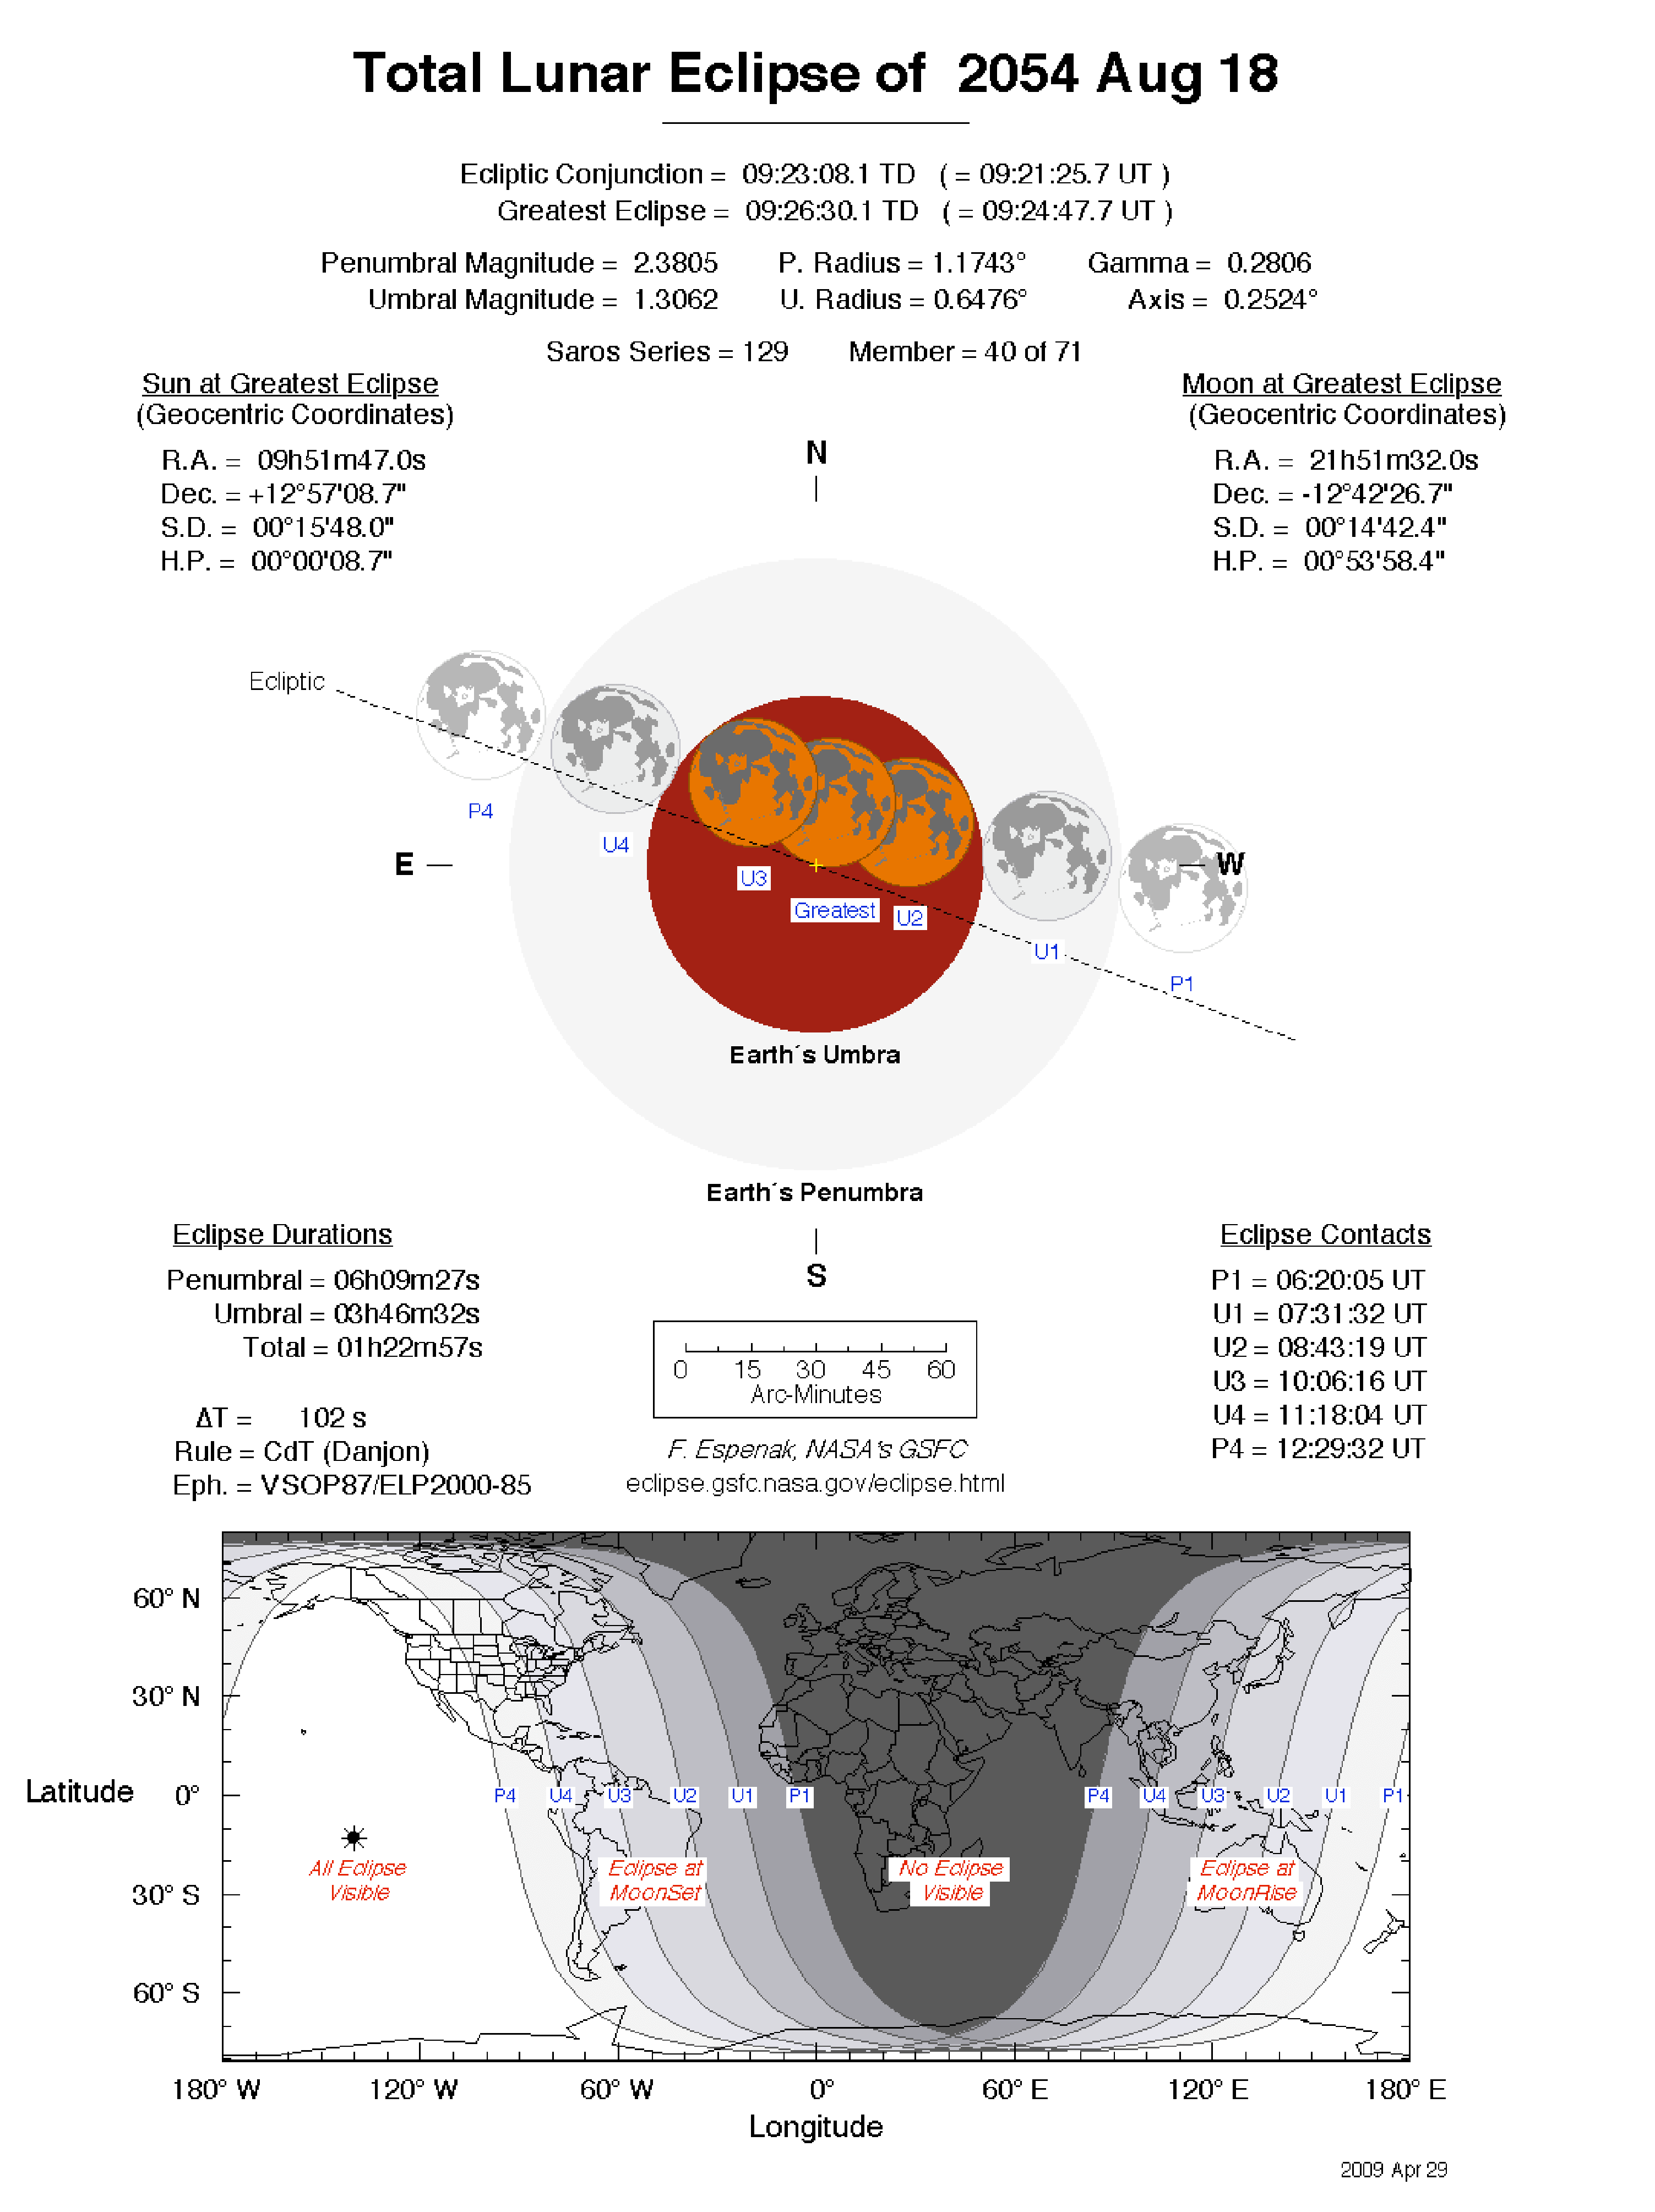 Total Lunar Eclipse of 2054 Aug 18
Ecliptic Conjunction = 09:23:08.1 TD ( = 09:21:25.7 UT )
Greatest Eclipse = 09:26:30.1 TD ( = 09:24:47.7 UT )
Penumbral Magnitude = 2.3805 P. Radius = 1.1743° Gamma = 0.2806
Umbral Magnitude = 1.3062 U. Radius = 0.6476° Axis = 0.2524°
Saros Series = 129 Member = 40 of 71
Sun at Greatest Eclipse
(Geocentric Coordinates)
R.A. = 09h51m47.0s
Dec. = +12°57'08.7"
S.D. = 00°15'48.0"
H.P. = 00°00'08.7"
Moon at Greatest Eclipse
(Geocentric Coordinates)
R.A. = 21h51m32.0s
Dec. = -12°42'26.7"
S.D. = 00°14'42.4"
H.P. = 00°53'58.4"
N
Ecliptic
P4
U4
E
W
U3
Greatest
U2
U1
P1
Earth´s Umbra
Earth´s Penumbra
S
Eclipse Durations
Penumbral = 06h09m27s
Umbral = 03h46m32s
Total = 01h22m57s
ΔT = 102 s
Rule = CdT (Danjon)
Eph. = VSOP87/ELP2000-85
0 15 30 45 60
Arc-Minutes
F. Espenak, NASA's GSFC
eclipse.gsfc.nasa.gov/eclipse.html
Eclipse Contacts
P1 = 06:20:05 UT
U1 = 07:31:32 UT
U2 = 08:43:19 UT
U3 = 10:06:16 UT
U4 = 11:18:04 UT
P4 = 12:29:32 UT
60° N
30° N
Latitude 0°
30° S
60° S
P4 U4 U3 U2 U1 P1 P4 U4 U3 U2 U1 P1
All Eclipse
Visible
Eclipse at
MoonSet
No Eclipse
Visible
Eclipse at
MoonRise
180° W 120° W 60° W 0° 60° E 120° E 180° E
Longitude
2009 Apr 29